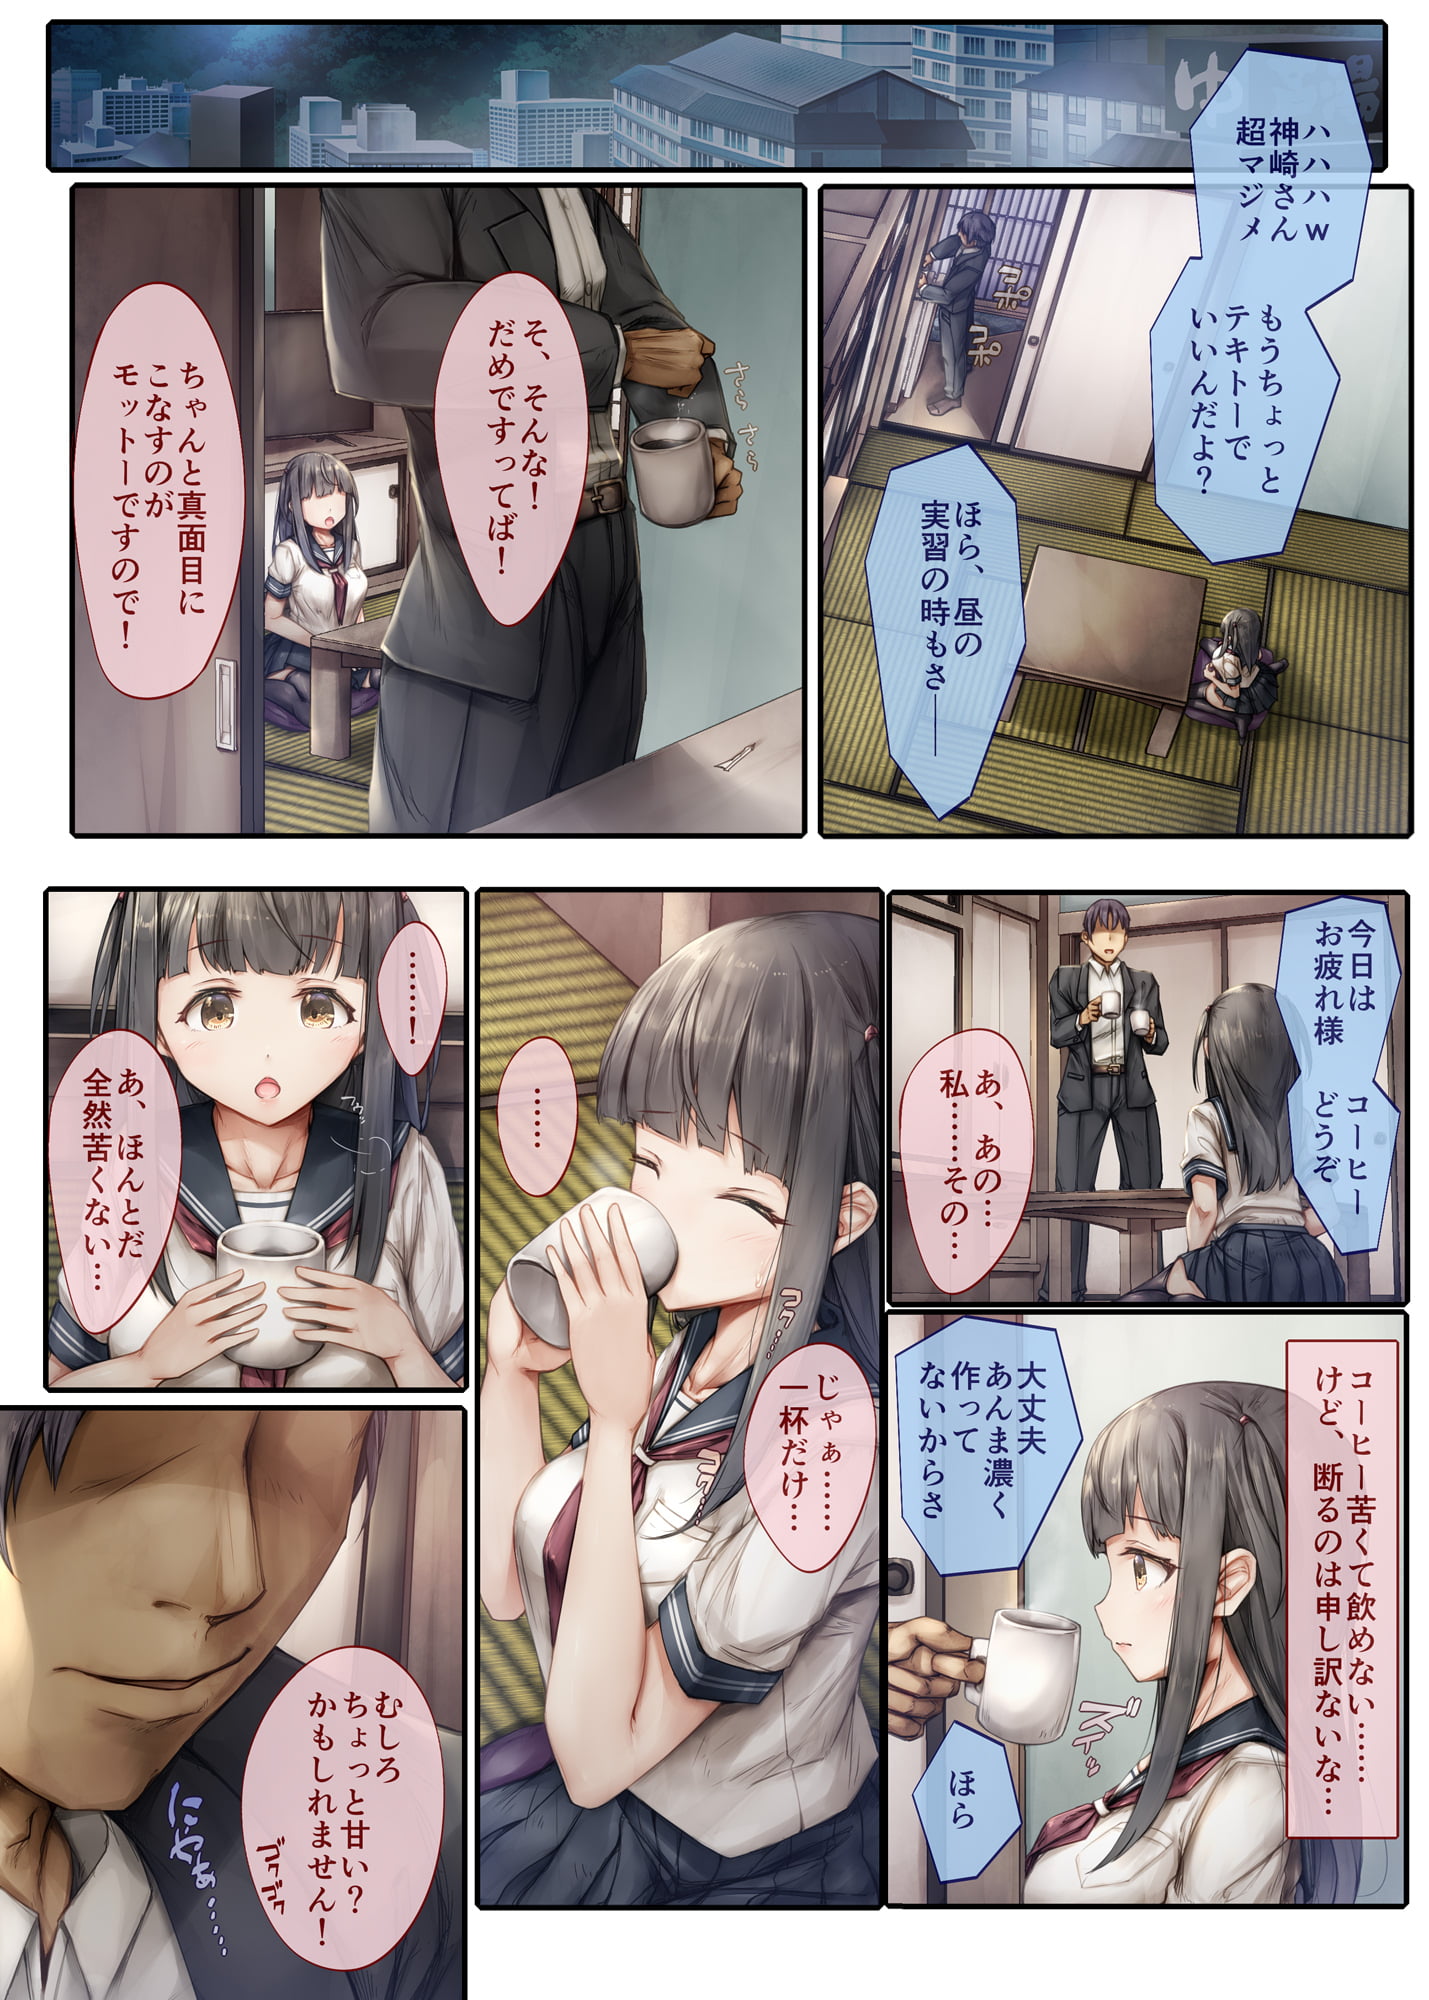 ハハハw
神崎さん
超マジメ
もうちょっと
テキトーで
いいんだよ?
ほら、昼の
実習の時もさ──
コポ
コポ
そ、そんな!
だめですってば!
さら
さら
ちゃんと真面目に
こなすのが
モットーですので!
今日は
お疲れ様
コーヒー
どうぞ
あ、あの…
私……その…
コーヒー苦くて飲めない……
けど、断るのは申し訳ないな…
大丈夫
あんま濃く
作って
ないからさ
ズイッ
ほら
……
コク…
じゃぁ……
一杯だけ…
コク…
……!
あ、ほんとだ
全然苦くない…
むしろ
ちょっと甘い?
かもしれません!
ゴクゴク
にやぁ……